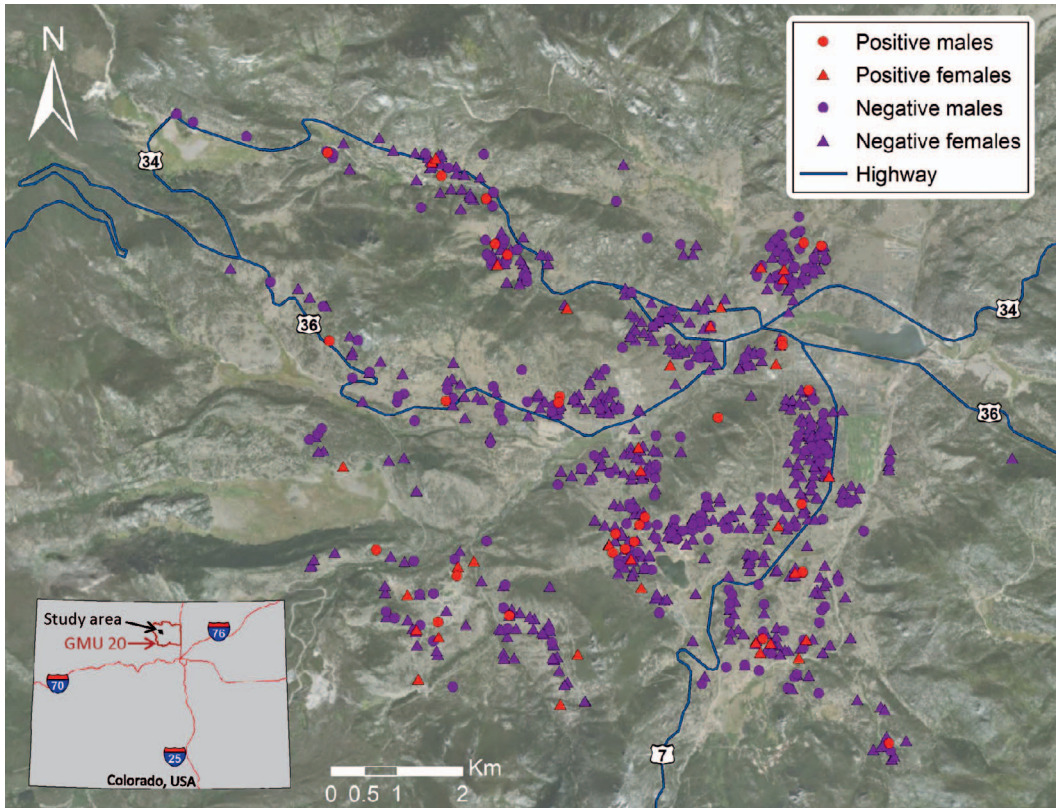 N
Positive males
Positive females
Negative males
Negative females
Highway
34
36
34
36
7
Study area
GMU 20
76
70
25
Colorado, USA
Km
0 0.5 1 2